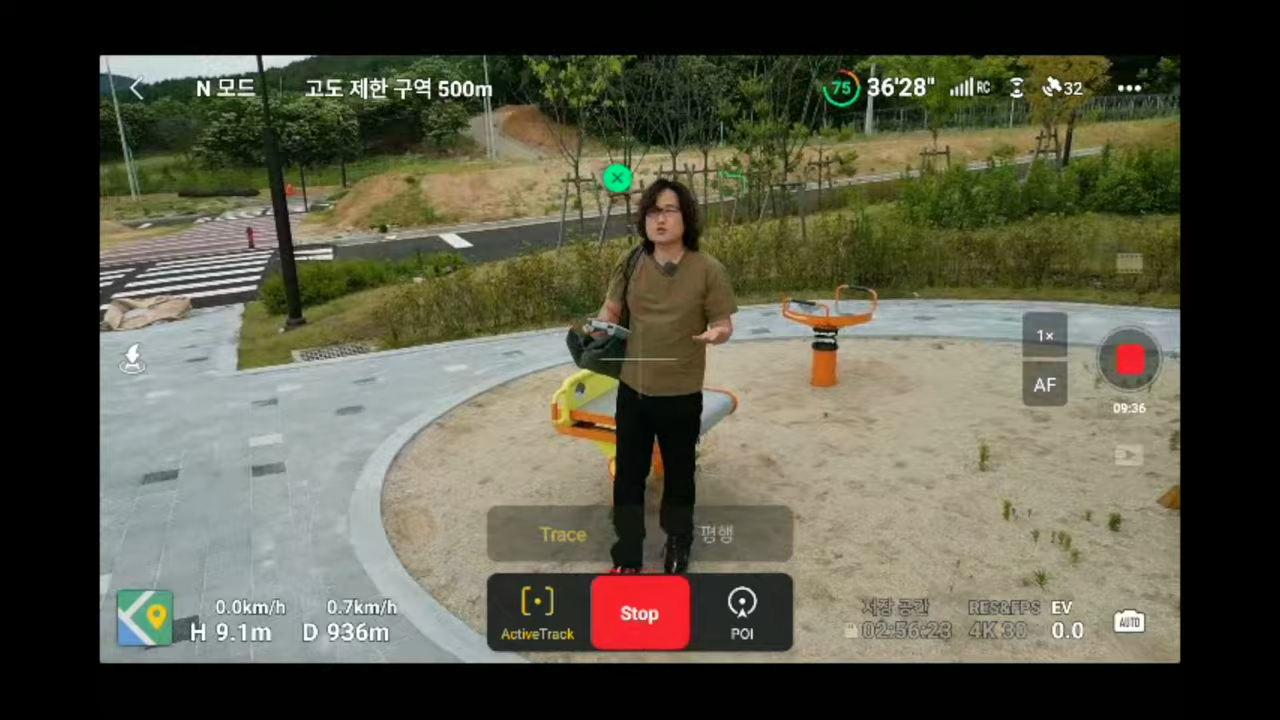 N 모드 고도 제한 구역 500m 75 36'28" RC 32
1×
AF
09:36
Trace 평행
ActiveTrack Stop POI
0.0km/h 0.7km/h
H 9.1m D 936m
저장 공간 RES&FPS EV
02:56:23 4K 30 0.0
AUTO